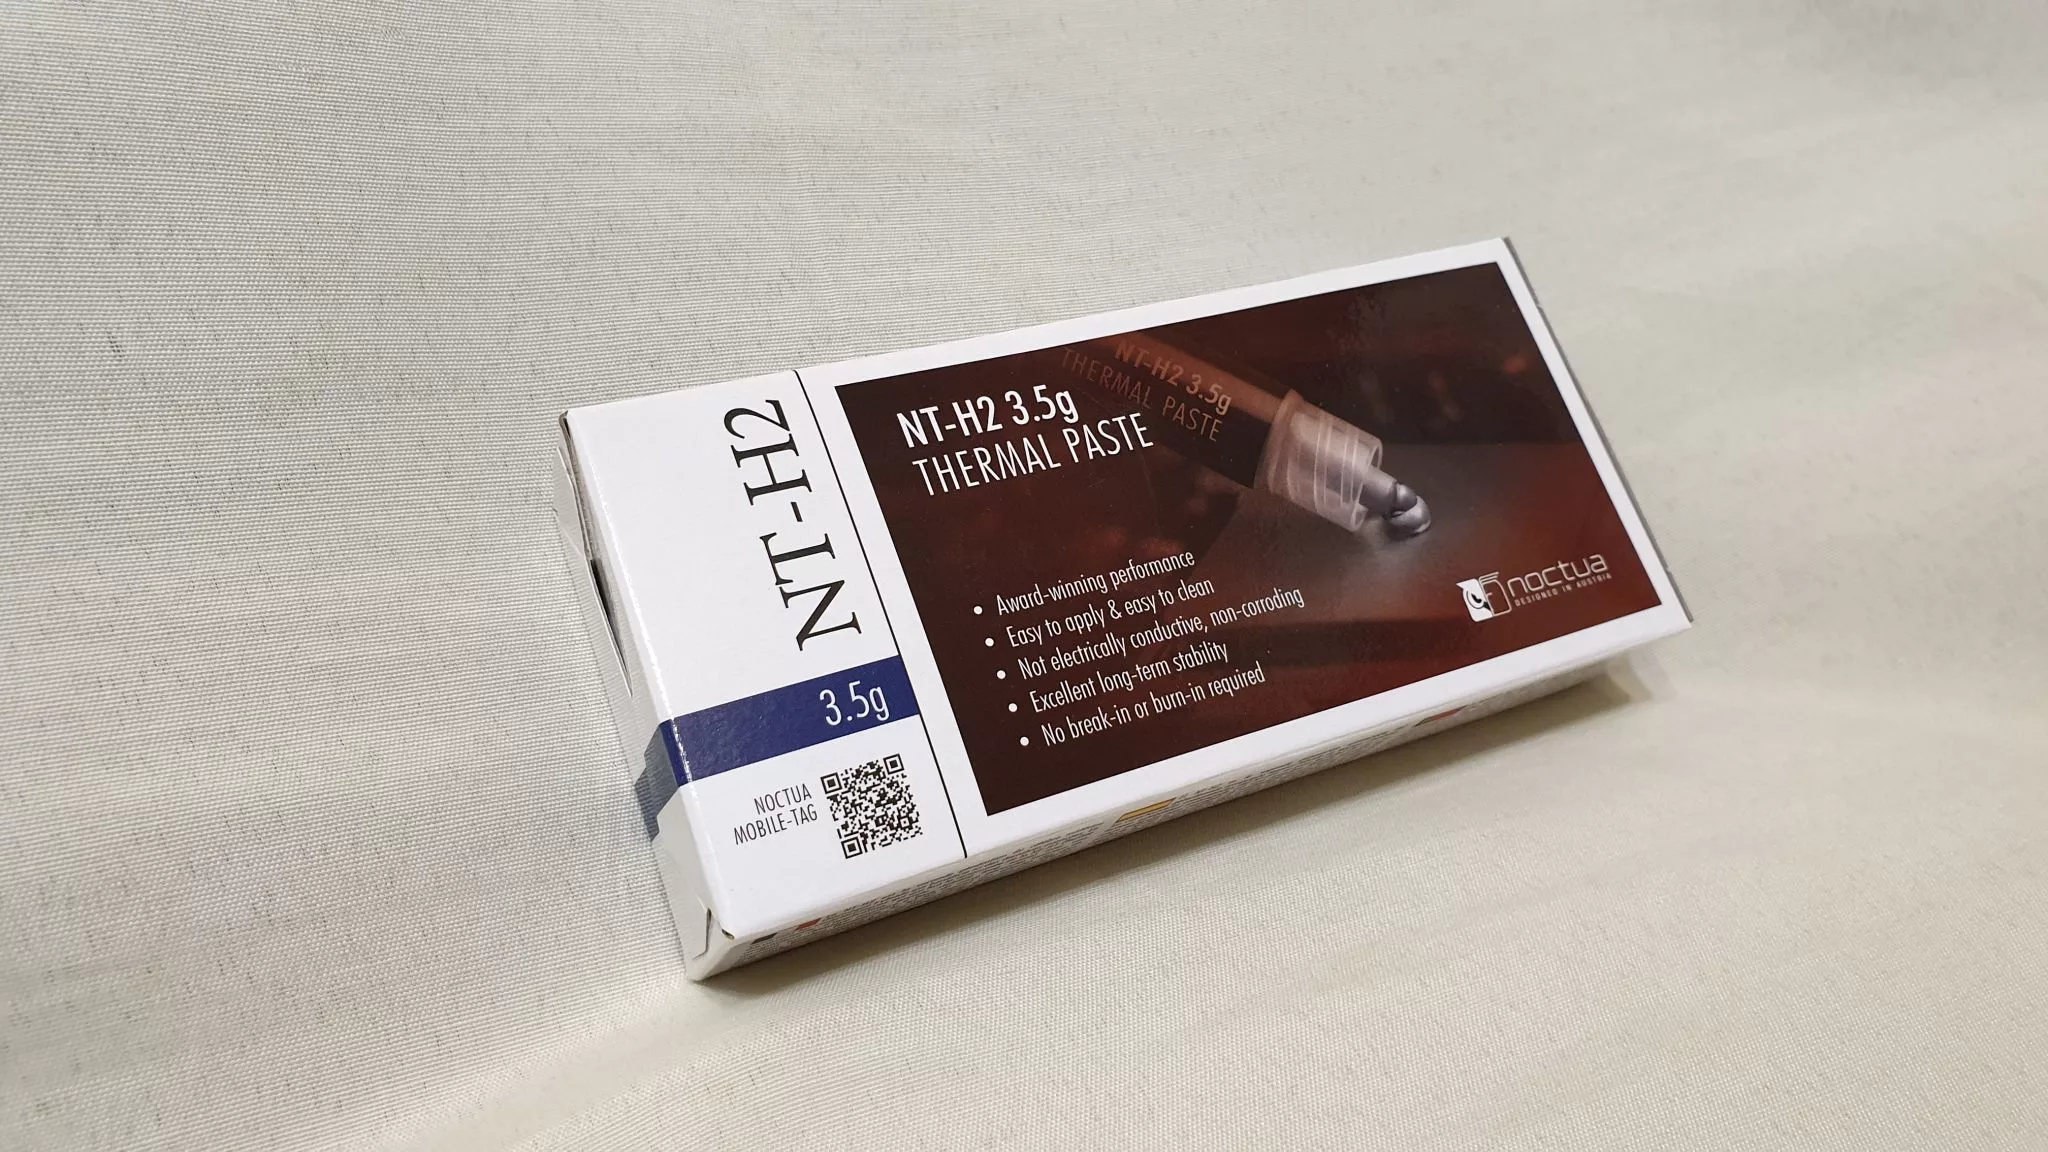 NT-H2
3.5g
NOCTUA
MOBILE-TAG
NT-H2 3.5g
THERMAL PASTE
NT-H2 3.5g
THERMAL PASTE
• Award-winning performance
• Easy to apply & easy to clean
• Not electrically conductive, non-corroding
• Excellent long-term stability
• No break-in or burn-in required
noctua
DESIGNED IN AUSTRIA